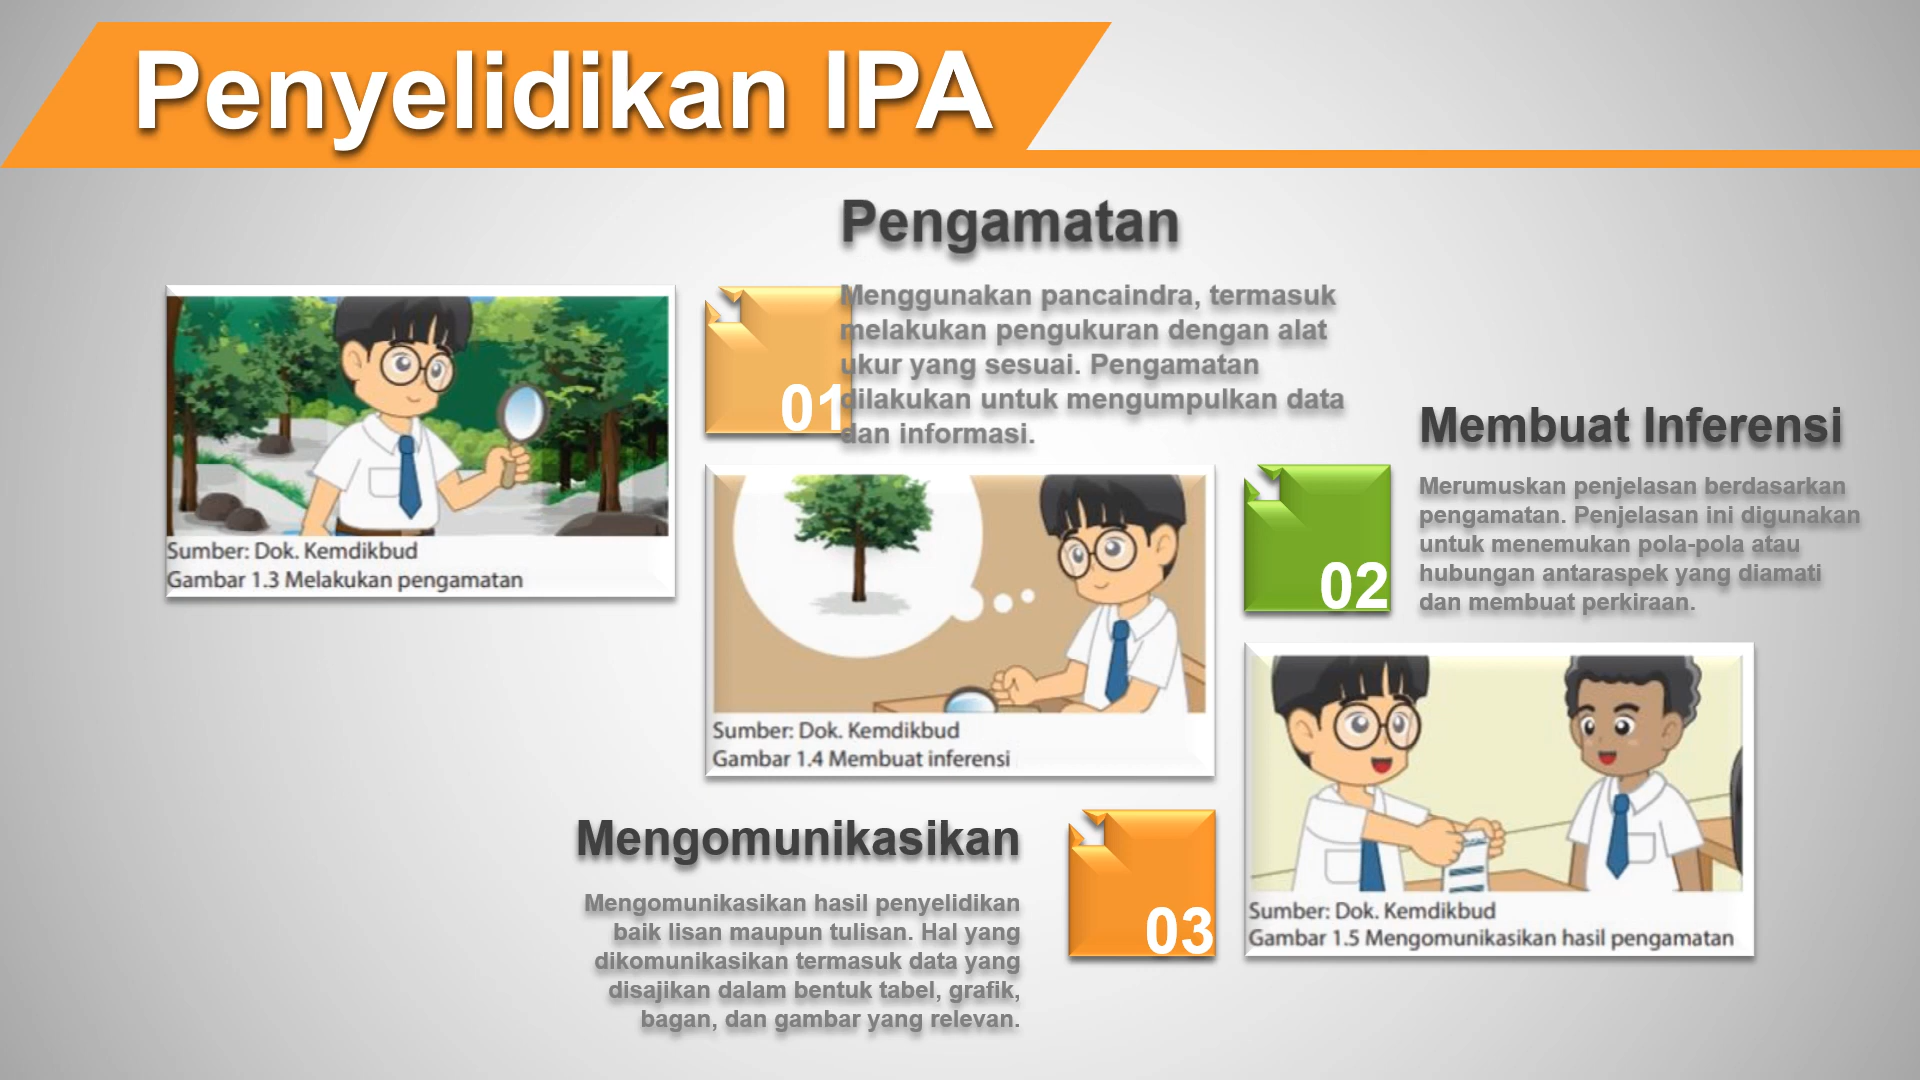 Penyelidikan IPA
Pengamatan
01
Menggunakan pancaindra, termasuk
melakukan pengukuran dengan alat
ukur yang sesuai. Pengamatan
dilakukan untuk mengumpulkan data
dan informasi.
Sumber: Dok. Kemdikbud
Gambar 1.3 Melakukan pengamatan
Membuat Inferensi
02
Merumuskan penjelasan berdasarkan
pengamatan. Penjelasan ini digunakan
untuk menemukan pola-pola atau
hubungan antaraspek yang diamati
dan membuat perkiraan.
Sumber: Dok. Kemdikbud
Gambar 1.4 Membuat inferensi
Mengomunikasikan
03
Mengomunikasikan hasil penyelidikan
baik lisan maupun tulisan. Hal yang
dikomunikasikan termasuk data yang
disajikan dalam bentuk tabel, grafik,
bagan, dan gambar yang relevan.
Sumber: Dok. Kemdikbud
Gambar 1.5 Mengomunikasikan hasil pengamatan